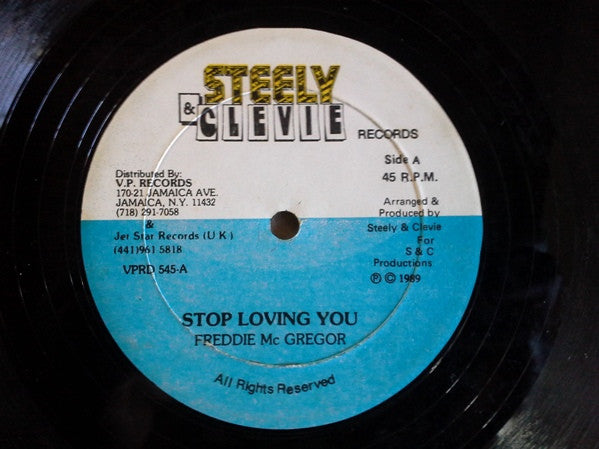 STEELY
& CLEVIE
RECORDS
Side A
45 R.P.M.
Distributed By:
V.P. RECORDS
170-21 JAMAICA AVE.
JAMAICA, N.Y. 11432
(718) 291-7058
&
Jet Star Records (U K)
(441)961 5818
VPRD 545-A
Arranged &
Produced by
Steely & Clevie
For
S & C
Productions
℗ © 1989
STOP LOVING YOU
FREDDIE Mc GREGOR
All Rights Reserved